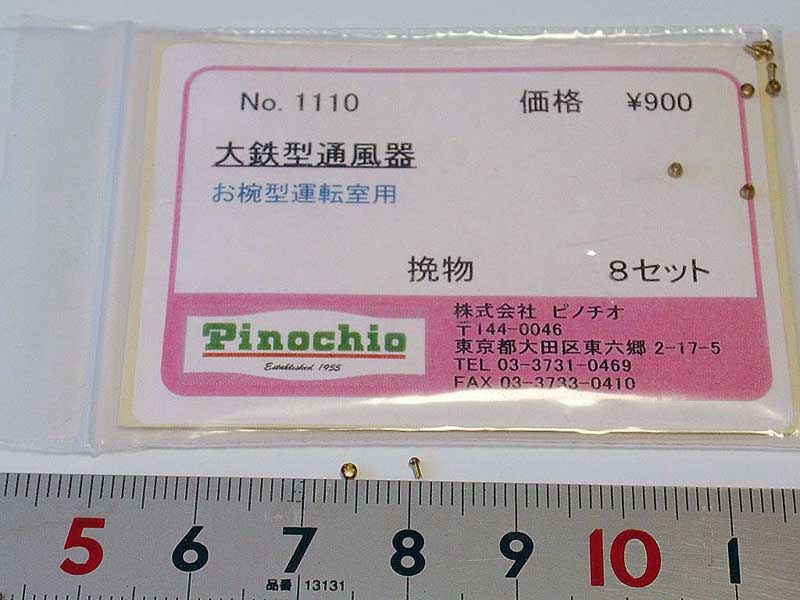 No. 1110 価格 ¥900
大鉄型通風器
お椀型運転室用
挽物 8セット
Pinochio
Established 1955
株式会社 ピノチオ
〒144-0046
東京都大田区東六郷 2-17-5
TEL 03-3731-0469
FAX 03-3733-0410
5 6 7 8 9 10 1
品番 13131